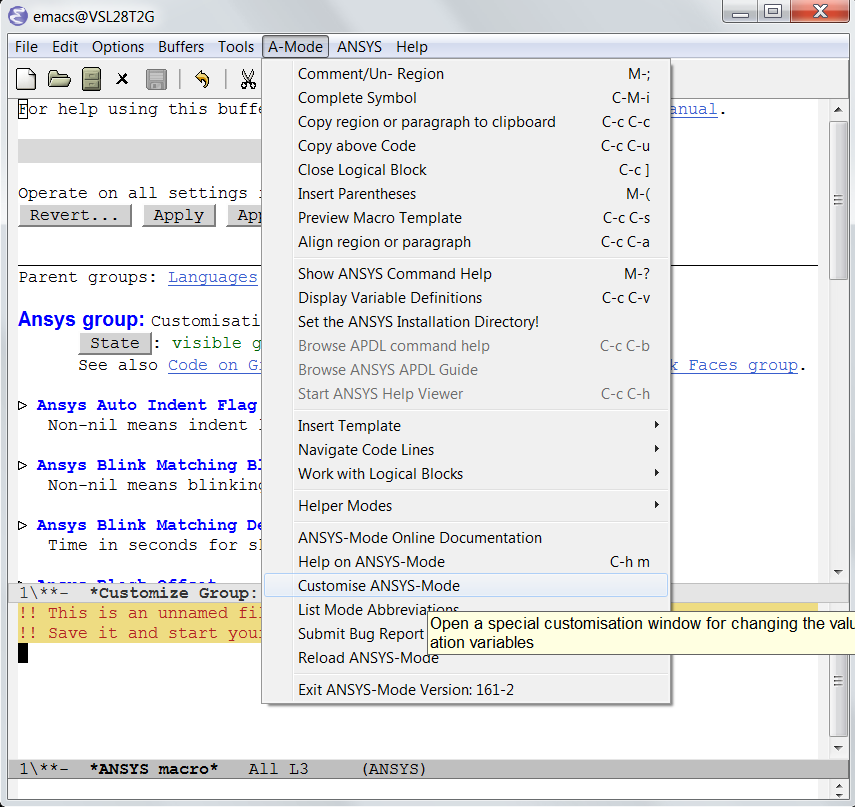 emacs@VSL28T2G
File Edit Options Buffers Tools A-Mode ANSYS Help
For help using this buffe
anual.
Operate on all settings
Revert... Apply
Parent groups: Languages
Ansys group: Customisati
State : visible g
See also Code on G
k Faces group.
Ansys Auto Indent Flag
Non-nil means indent
Ansys Blink Matching Bl
Non-nil means blinking
Ansys Blink Matching De
Time in seconds for sh
Ansys Block Offset
1\**- *Customize Group:
!! This is an unnamed fil
!! Save it and start your
1\**- *ANSYS macro* All L3 (ANSYS)
Comment/Un- Region M-;
Complete Symbol C-M-i
Copy region or paragraph to clipboard C-c C-c
Copy above Code C-c C-u
Close Logical Block C-c ]
Insert Parentheses M-(
Preview Macro Template C-c C-s
Align region or paragraph C-c C-a
Show ANSYS Command Help M-?
Display Variable Definitions C-c C-v
Set the ANSYS Installation Directory!
Browse APDL command help C-c C-b
Browse ANSYS APDL Guide
Start ANSYS Help Viewer C-c C-h
Insert Template
Navigate Code Lines
Work with Logical Blocks
Helper Modes
ANSYS-Mode Online Documentation
Help on ANSYS-Mode C-h m
Customise ANSYS-Mode
List Mode Abbreviations
Submit Bug Report
Reload ANSYS-Mode
Exit ANSYS-Mode Version: 161-2
Open a special customisation window for changing the valu
ation variables